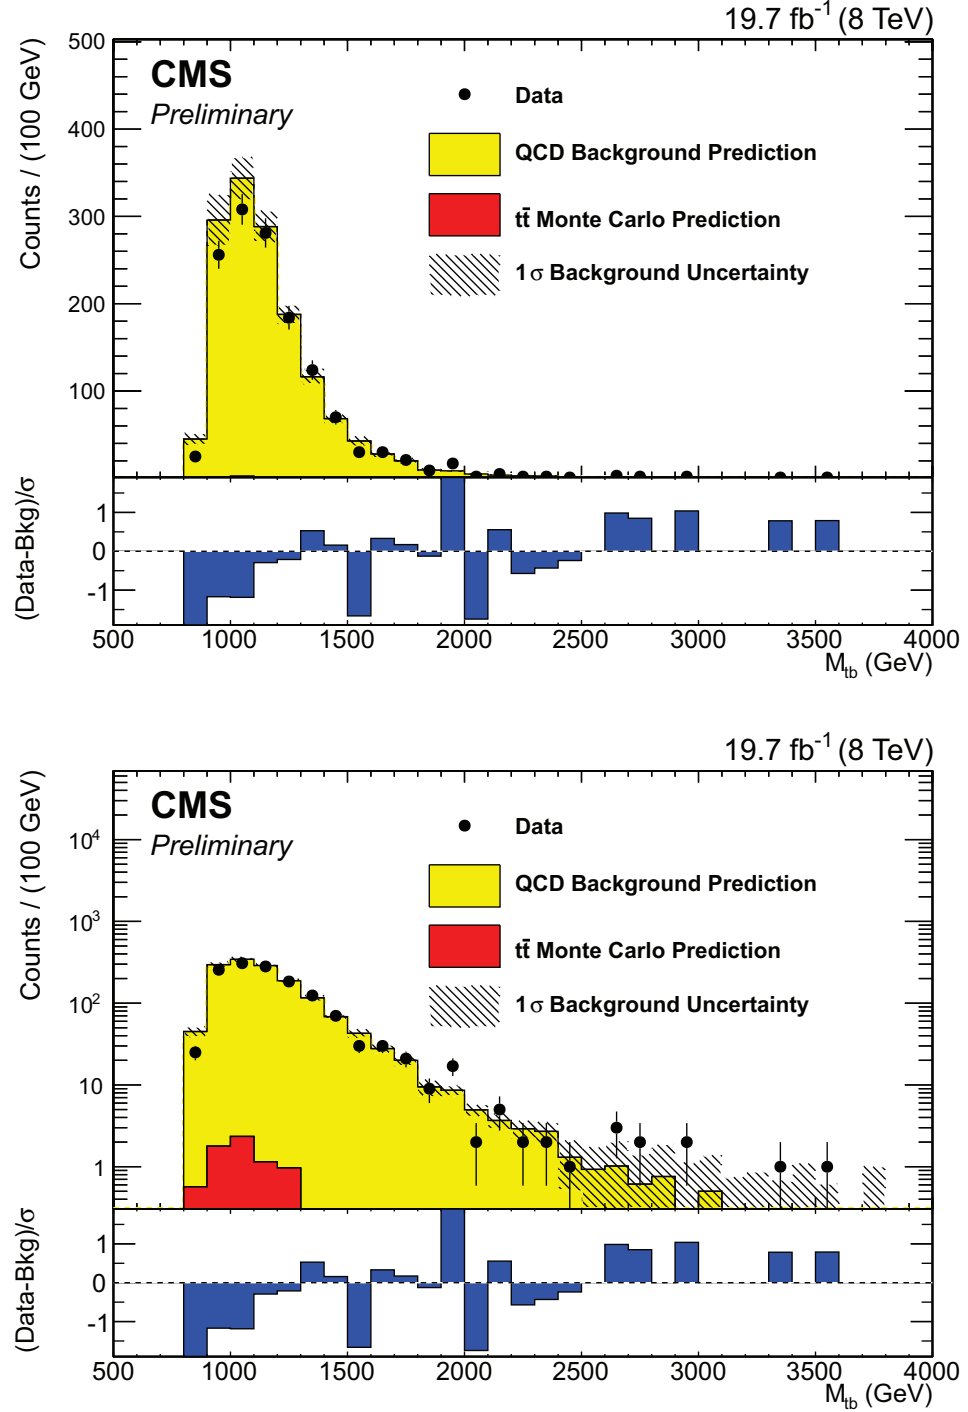 19.7 fb⁻¹ (8 TeV)
Counts / (100 GeV)
500
400
300
200
100
CMS
Preliminary
Data
QCD Background Prediction
tt̄ Monte Carlo Prediction
1σ Background Uncertainty
(Data-Bkg)/σ
1
0
-1
500 1000 1500 2000 2500 3000 3500 4000
M_tb (GeV)
19.7 fb⁻¹ (8 TeV)
Counts / (100 GeV)
10⁴
10³
10²
10
1
CMS
Preliminary
Data
QCD Background Prediction
tt̄ Monte Carlo Prediction
1σ Background Uncertainty
(Data-Bkg)/σ
1
0
-1
500 1000 1500 2000 2500 3000 3500 4000
M_tb (GeV)